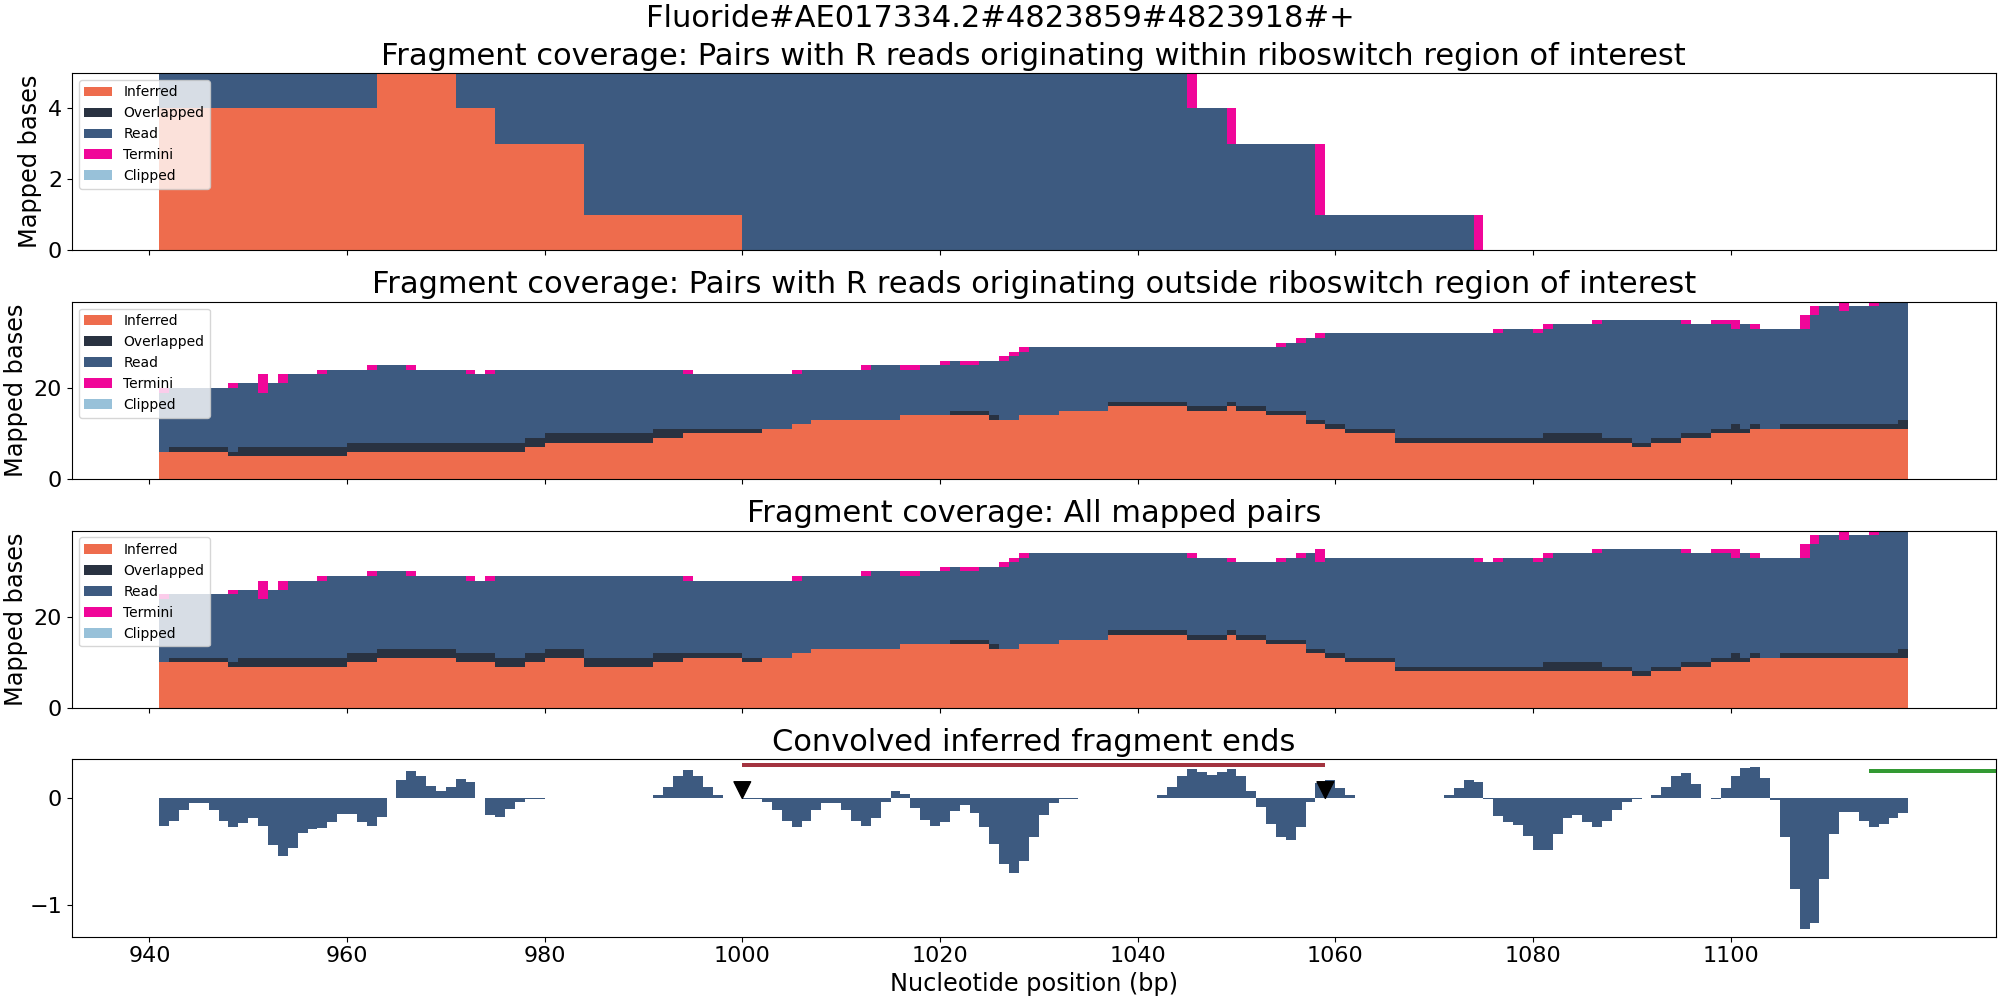 Fluoride#AE017334.2#4823859#4823918#+
Fragment coverage: Pairs with R reads originating within riboswitch region of interest
Mapped bases
4
2
0
Inferred
Overlapped
Read
Termini
Clipped
Fragment coverage: Pairs with R reads originating outside riboswitch region of interest
Mapped bases
20
0
Inferred
Overlapped
Read
Termini
Clipped
Fragment coverage: All mapped pairs
Mapped bases
20
0
Inferred
Overlapped
Read
Termini
Clipped
Convolved inferred fragment ends
0
−1
940 960 980 1000 1020 1040 1060 1080 1100
Nucleotide position (bp)